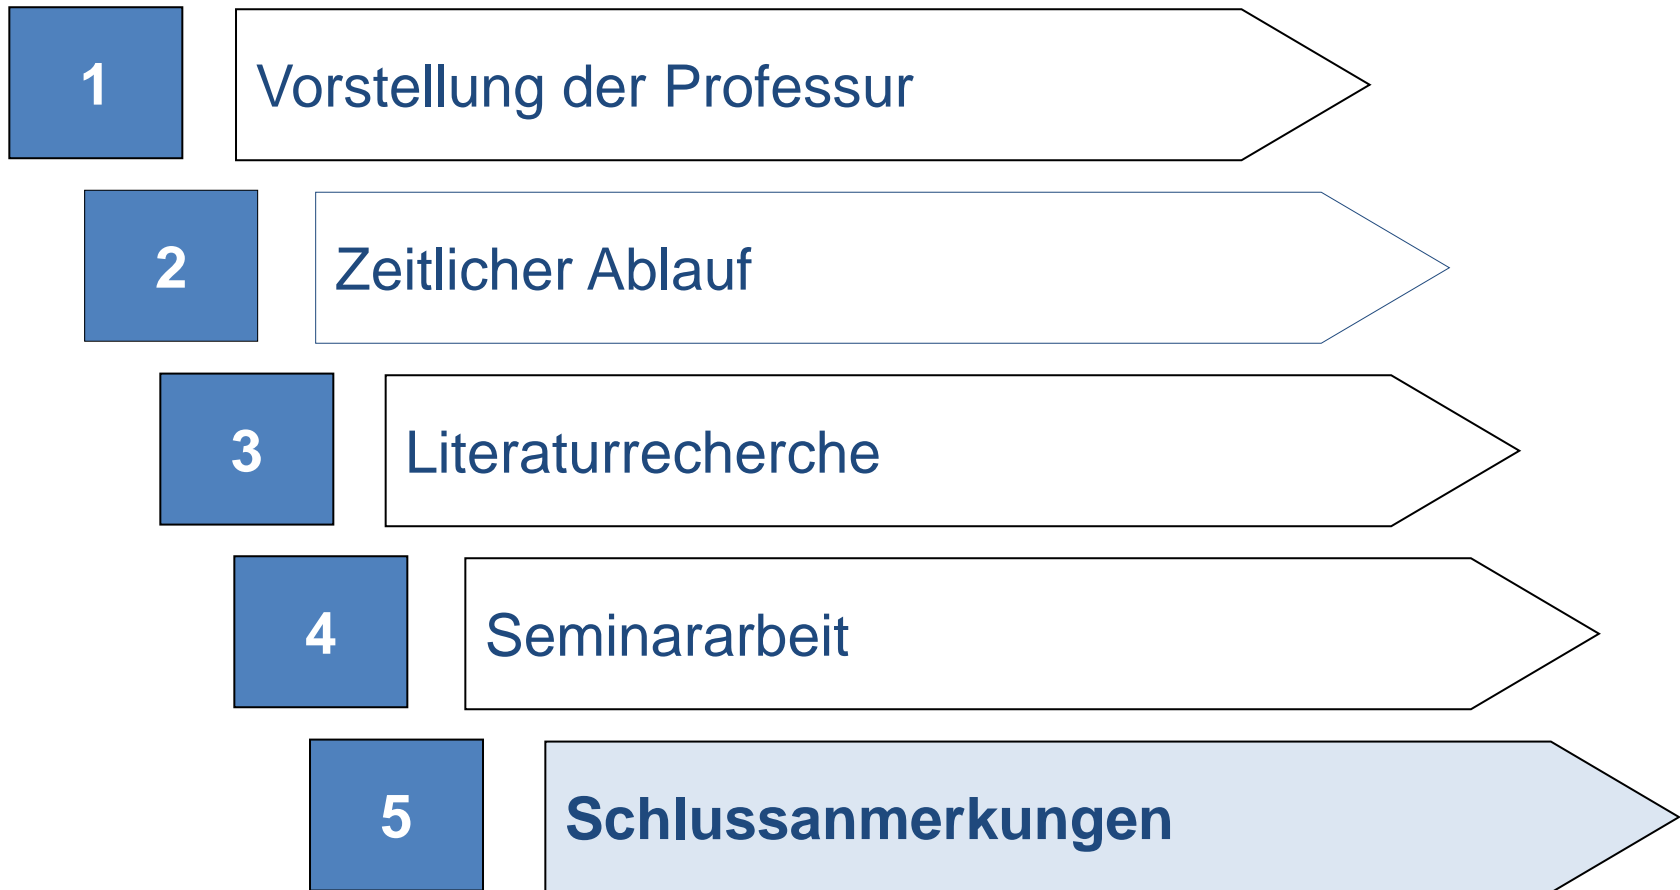 1 Vorstellung der Professur
2 Zeitlicher Ablauf
3 Literaturrecherche
4 Seminararbeit
5 Schlussanmerkungen